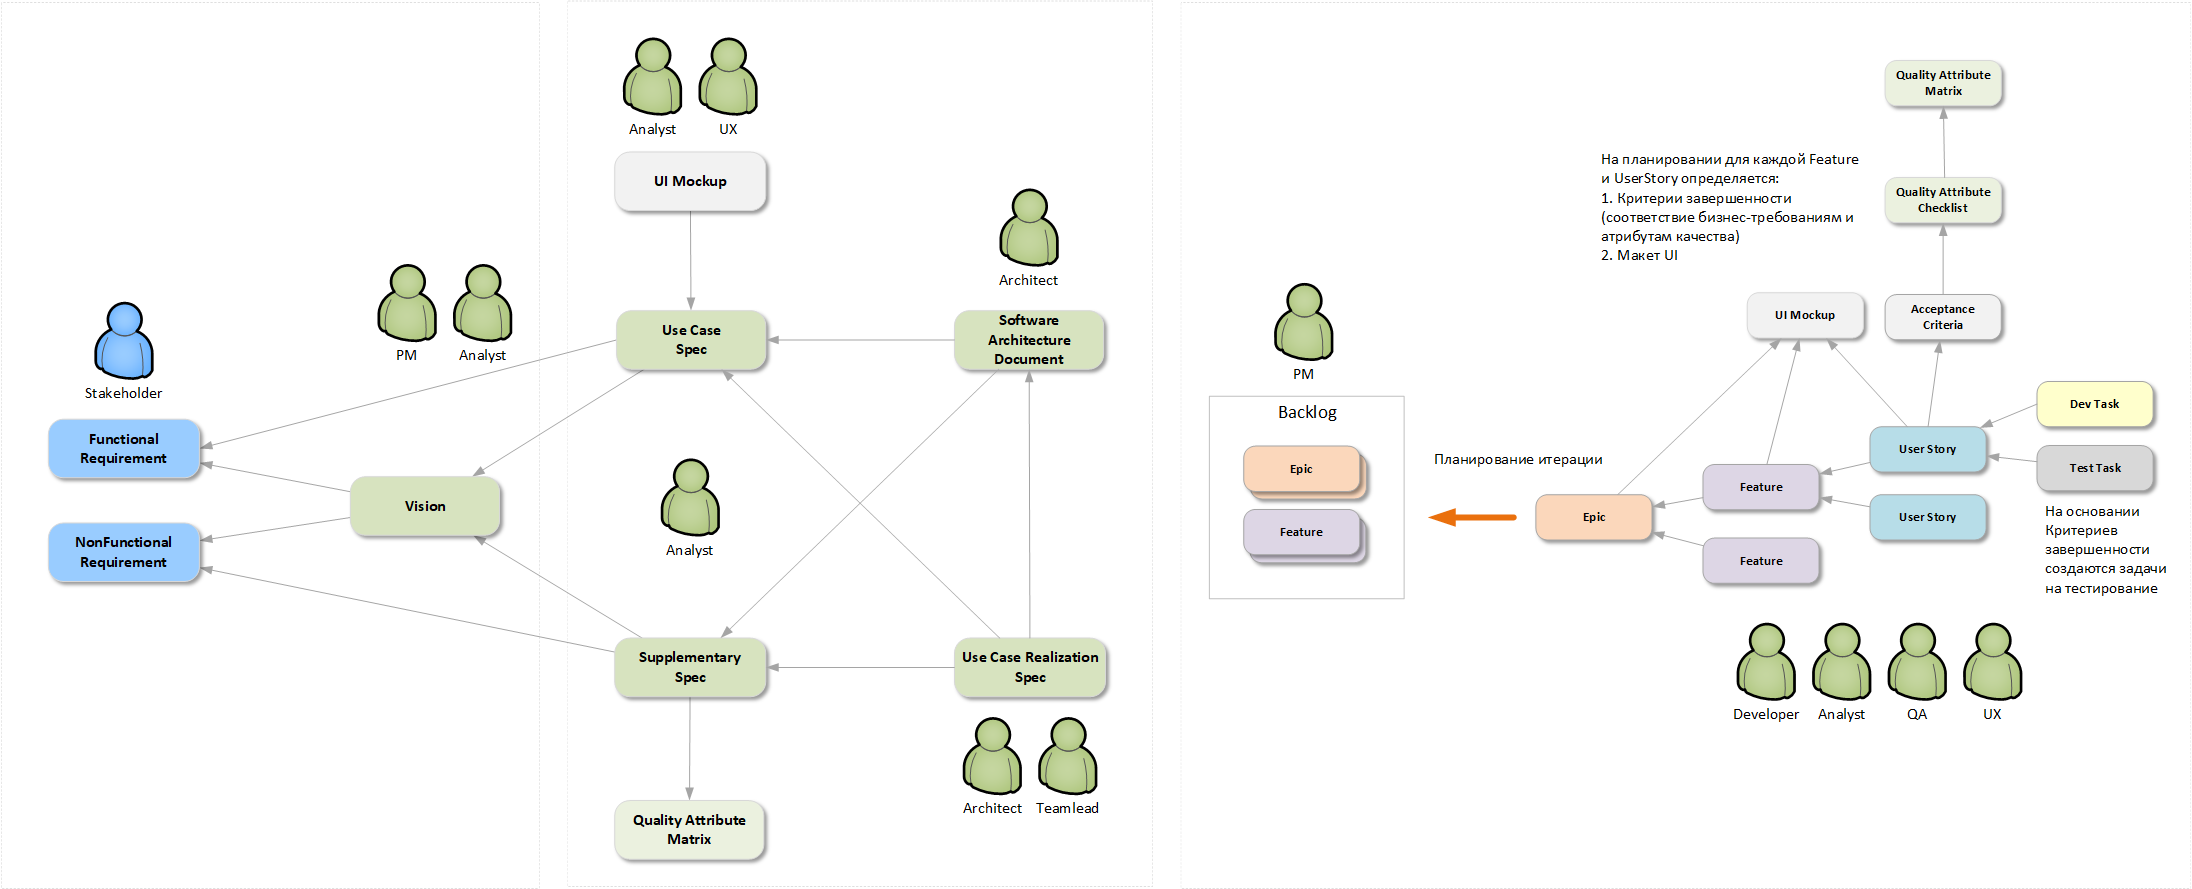 Stakeholder
Functional
Requirement
NonFunctional
Requirement
PM
Analyst
Vision
Analyst
UX
UI Mockup
Use Case
Spec
Architect
Software
Architecture
Document
Analyst
Supplementary
Spec
Use Case Realization
Spec
Architect
Teamlead
Quality Attribute
Matrix
PM
Backlog
Epic
Feature
Планирование итерации
На планировании для каждой Feature
и UserStory определяется:
1. Критерии завершенности
(соответствие бизнес-требованиям и
атрибутам качества)
2. Макет UI
Quality Attribute
Matrix
Quality Attribute
Checklist
UI Mockup
Acceptance
Criteria
Dev Task
User Story
Test Task
Feature
Epic
User Story
Feature
На основании
Критериев
завершенности
создаются задачи
на тестирование
Developer
Analyst
QA
UX